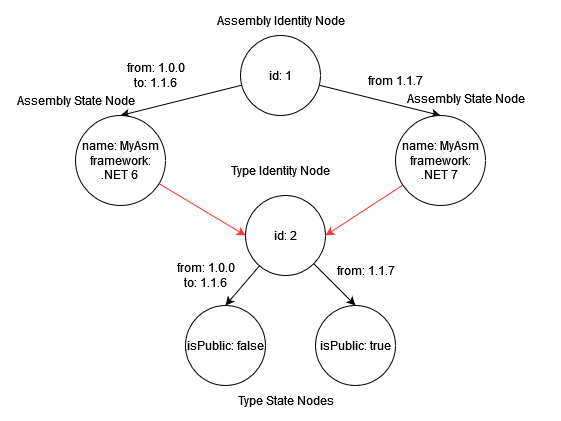 Assembly Identity Node
id: 1
from: 1.0.0
to: 1.1.6
from 1.1.7
Assembly State Node
Assembly State Node
name: MyAsm
framework:
.NET 6
name: MyAsm
framework:
.NET 7
Type Identity Node
id: 2
from: 1.0.0
to: 1.1.6
from: 1.1.7
isPublic: false
isPublic: true
Type State Nodes